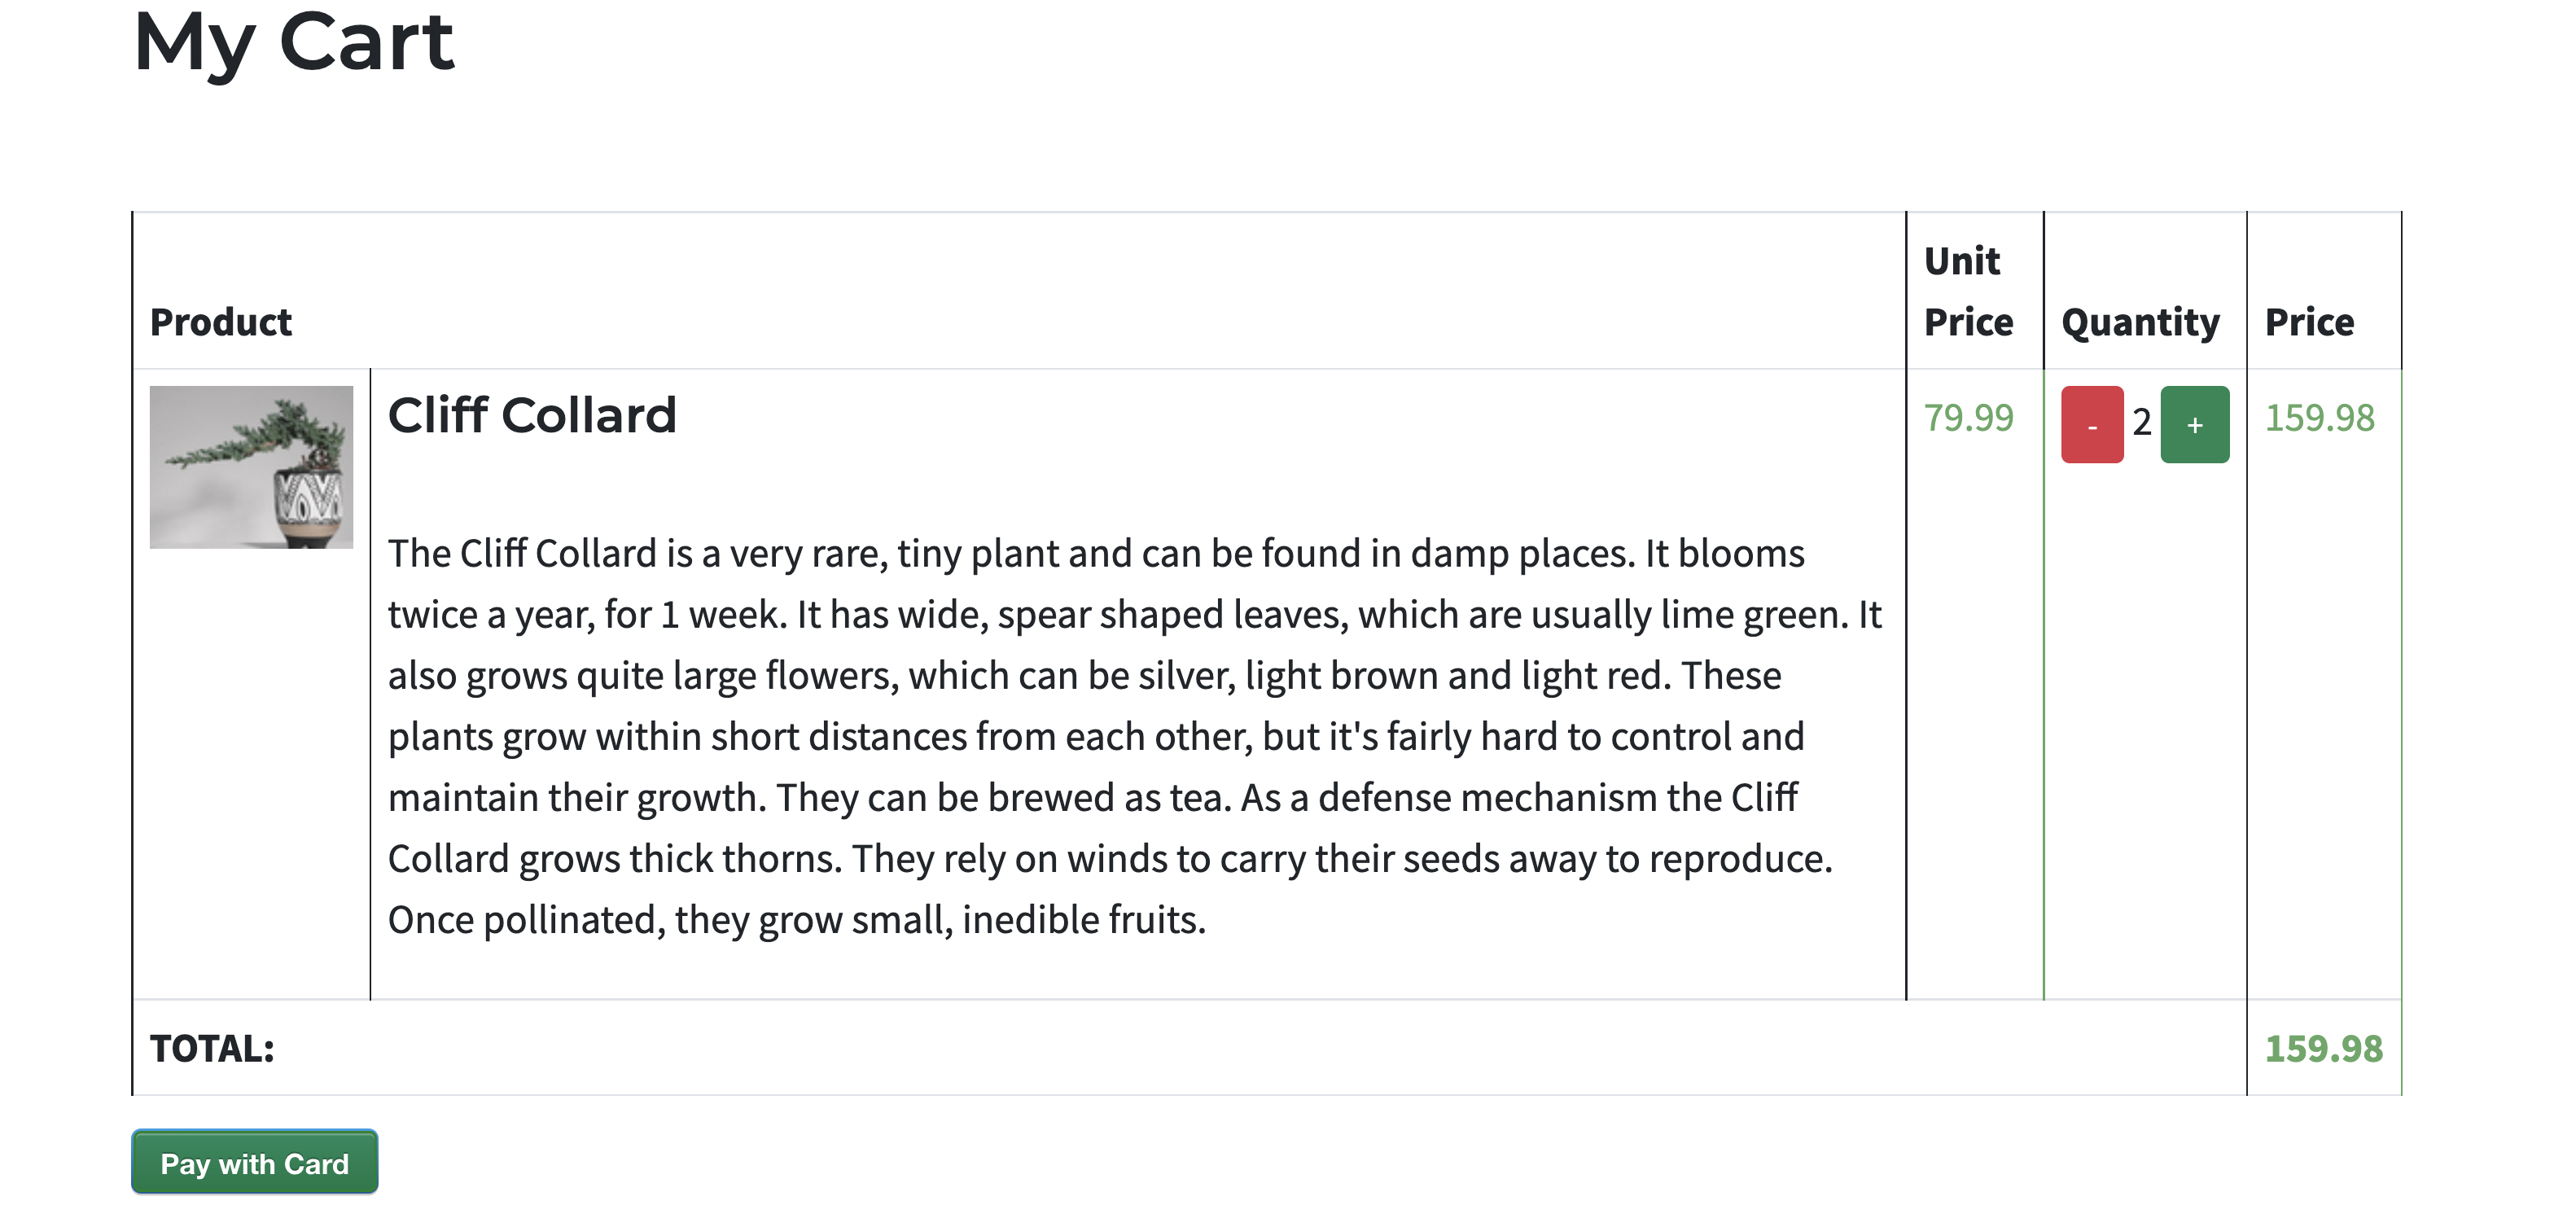 My Cart
Product
Unit
Price
Quantity
Price
Cliff Collard
79.99
-
2
+
159.98
The Cliff Collard is a very rare, tiny plant and can be found in damp places. It blooms
twice a year, for 1 week. It has wide, spear shaped leaves, which are usually lime green. It
also grows quite large flowers, which can be silver, light brown and light red. These
plants grow within short distances from each other, but it's fairly hard to control and
maintain their growth. They can be brewed as tea. As a defense mechanism the Cliff
Collard grows thick thorns. They rely on winds to carry their seeds away to reproduce.
Once pollinated, they grow small, inedible fruits.
TOTAL:
159.98
Pay with Card